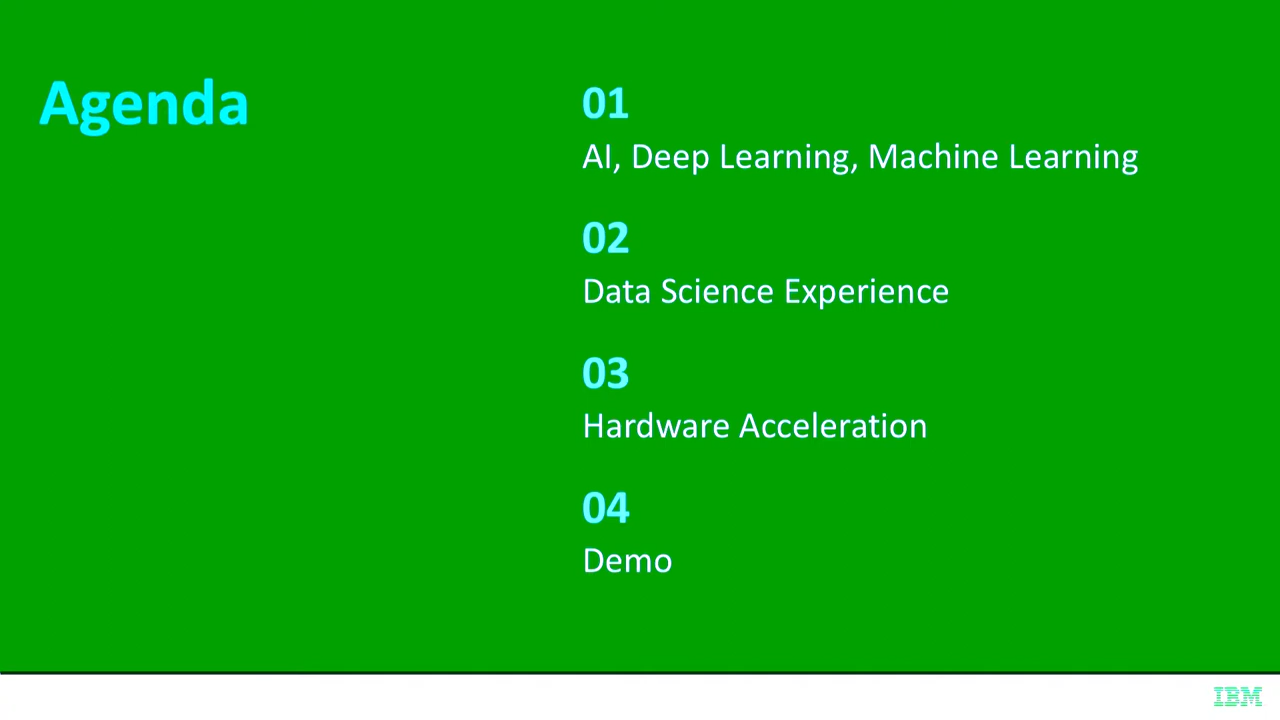 Agenda
01
AI, Deep Learning, Machine Learning
02
Data Science Experience
03
Hardware Acceleration
04
Demo
IBM